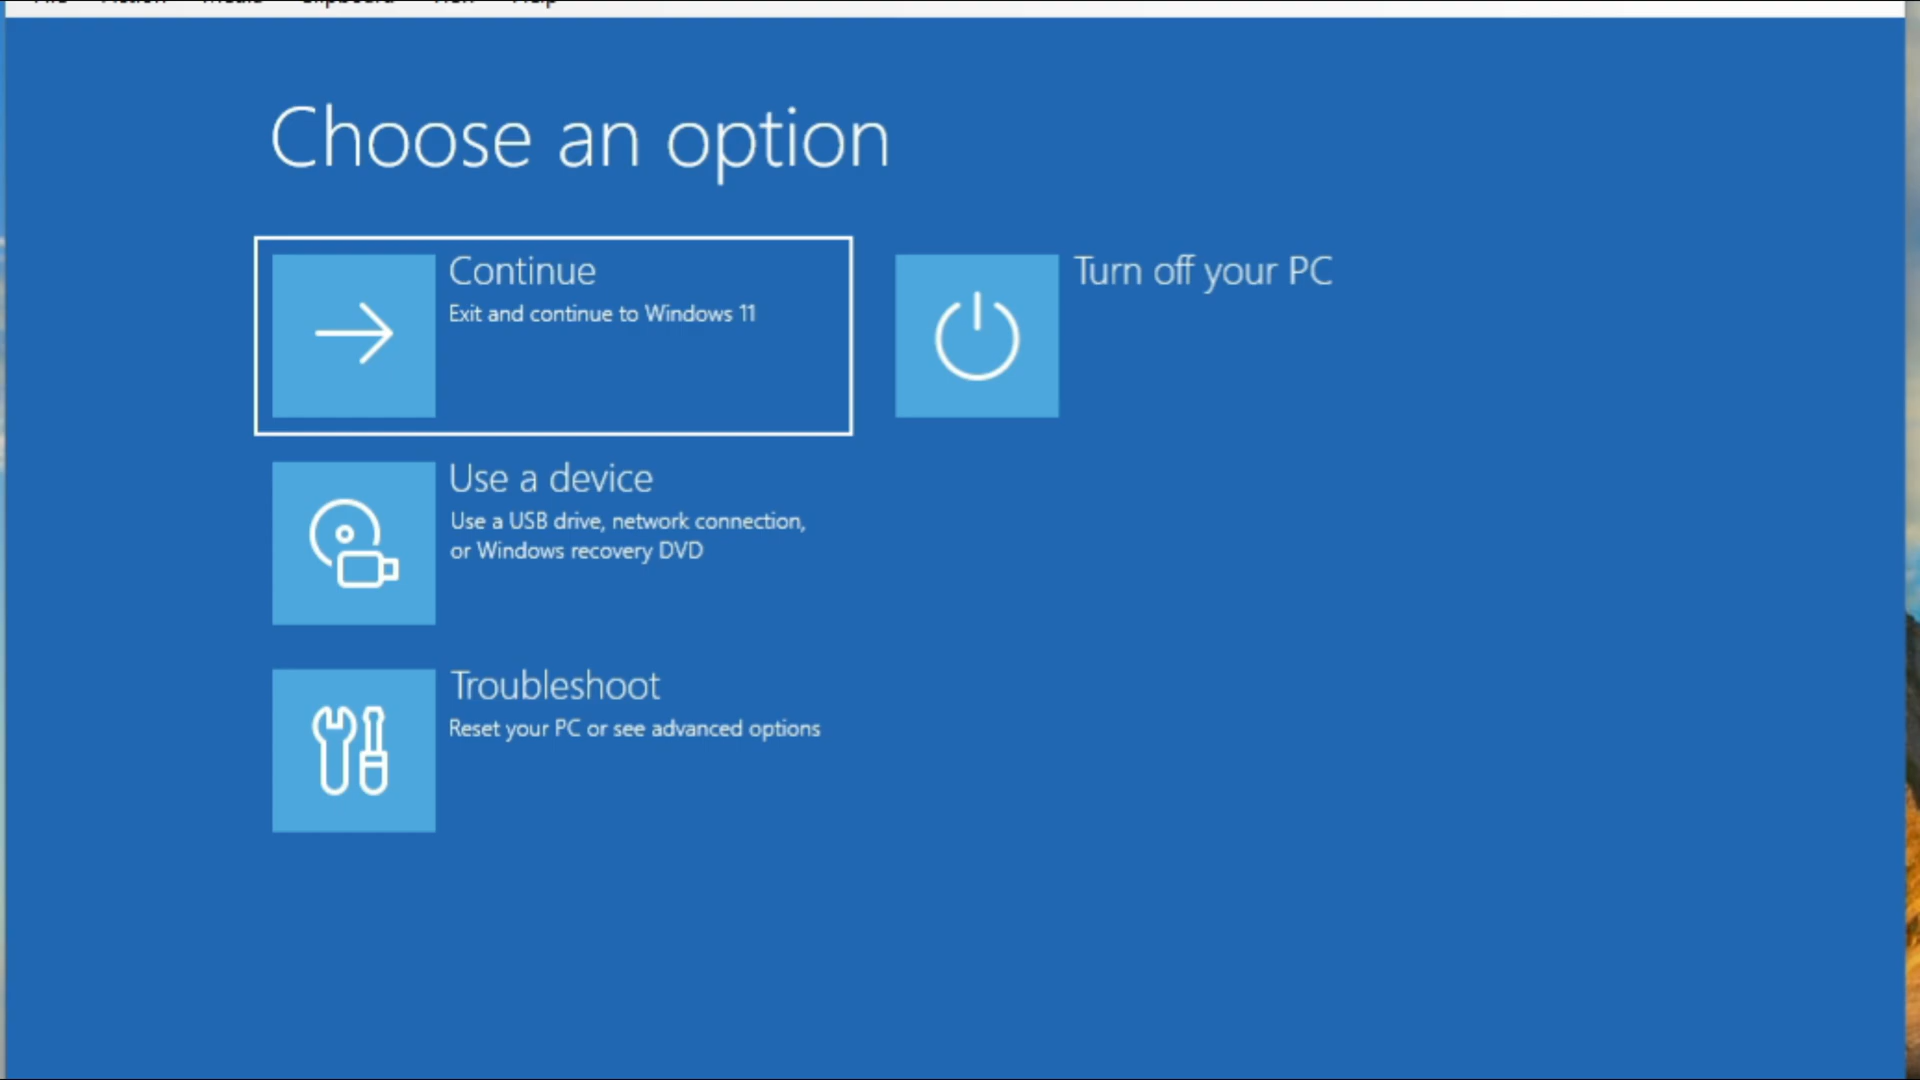 Choose an option
Continue
Exit and continue to Windows 11
Turn off your PC
Use a device
Use a USB drive, network connection,
or Windows recovery DVD
Troubleshoot
Reset your PC or see advanced options